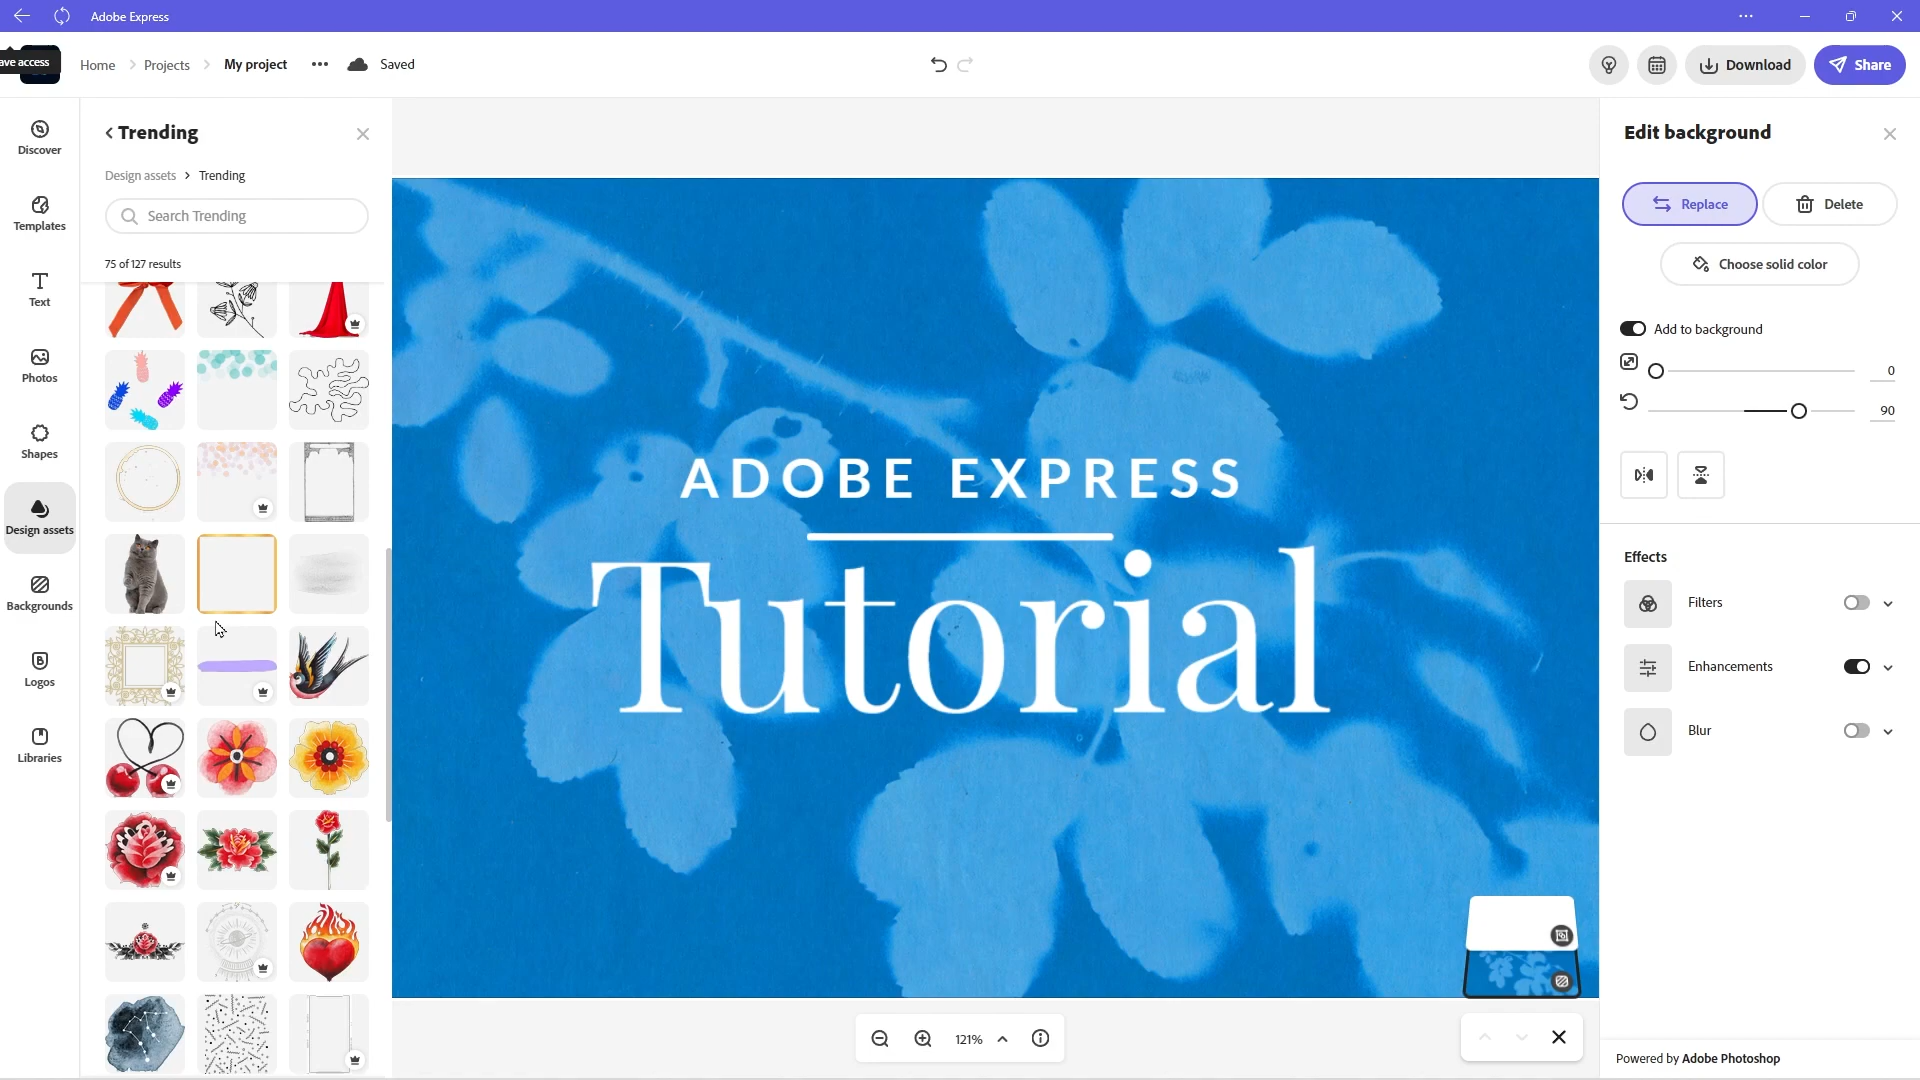 Adobe Express
ave access
Home
Projects
My project
Saved
Download
Share
Discover
Templates
Text
Photos
Shapes
Design assets
Backgrounds
Logos
Libraries
Trending
Design assets > Trending
Search Trending
75 of 127 results
ADOBE EXPRESS
Tutorial
121%
Edit background
Replace
Delete
Choose solid color
Add to background
0
90
Effects
Filters
Enhancements
Blur
Powered by Adobe Photoshop